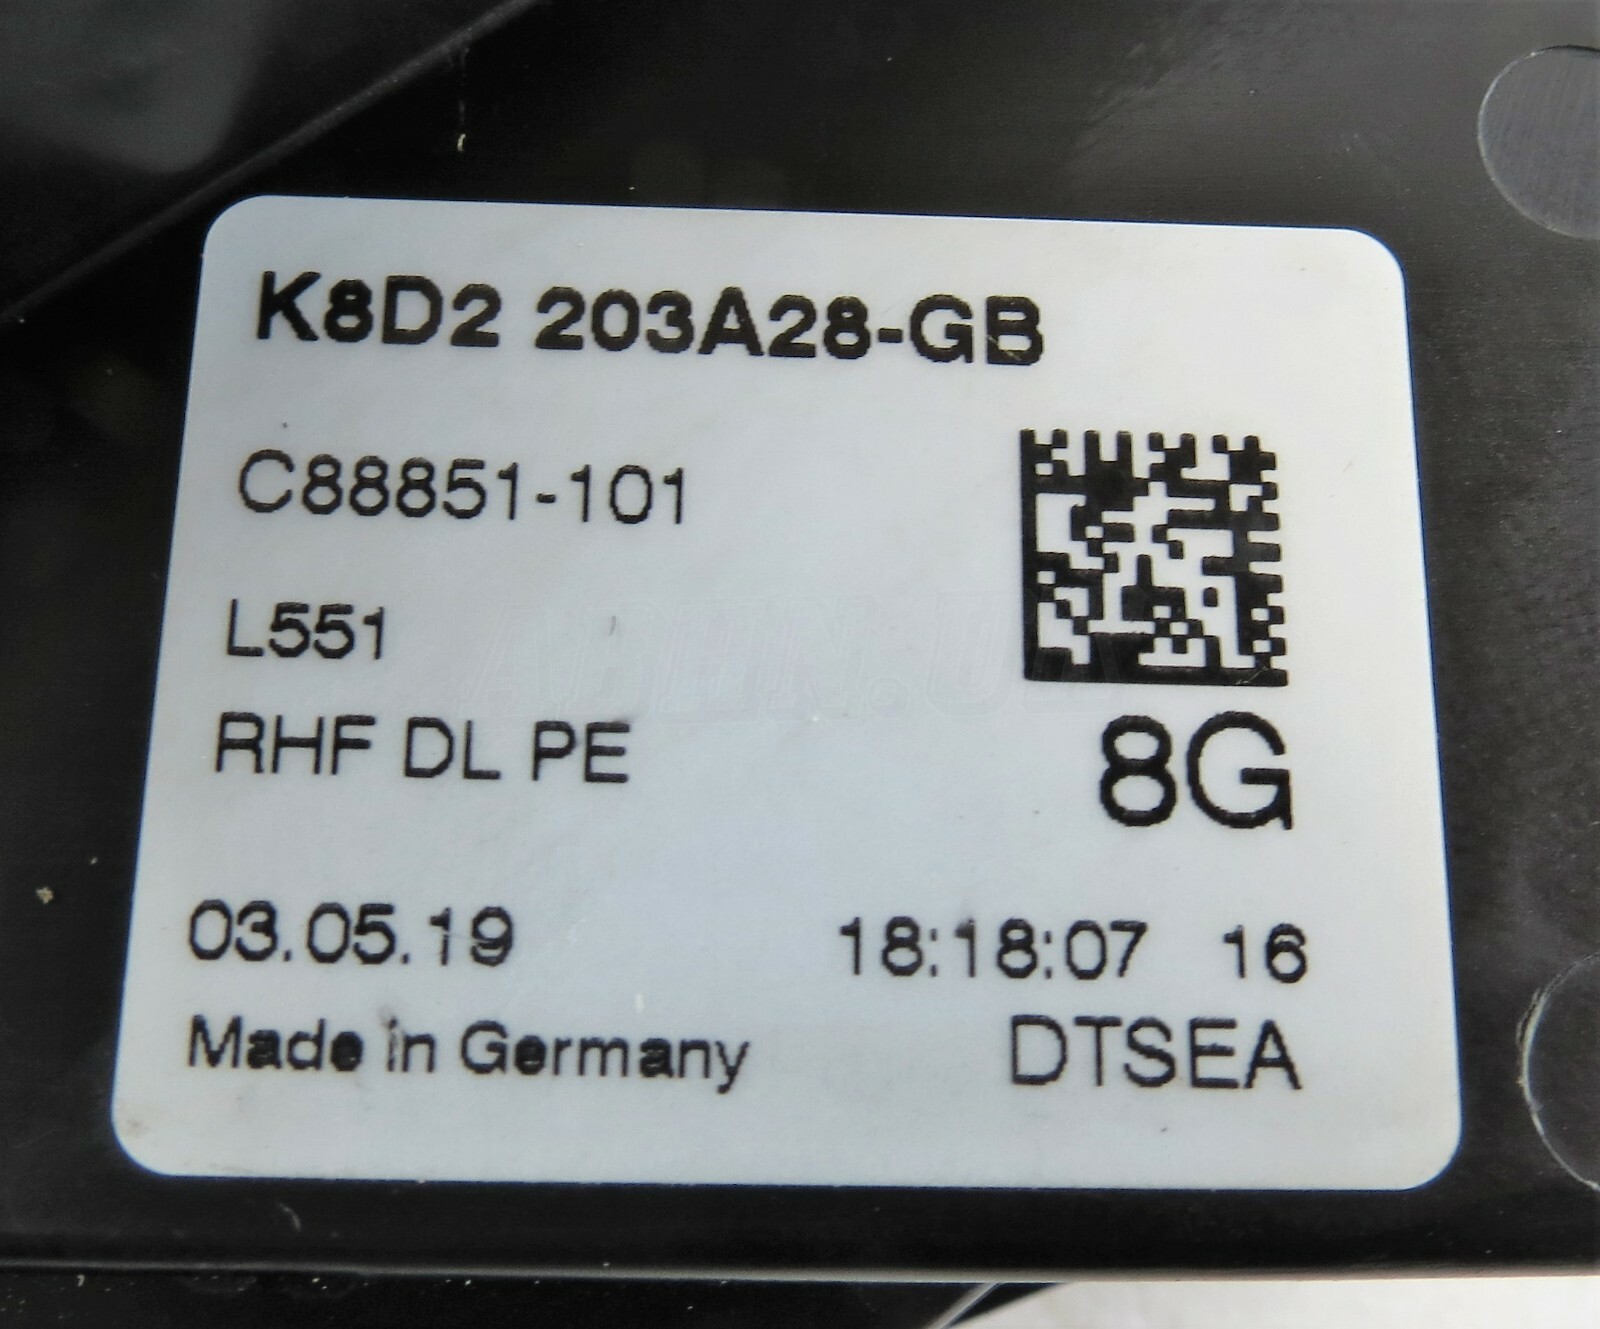 K8D2 203A28-GB
C88851-101
L551
RHF DL PE
8G
03.05.19 18:18:07 16
Made in Germany DTSEA